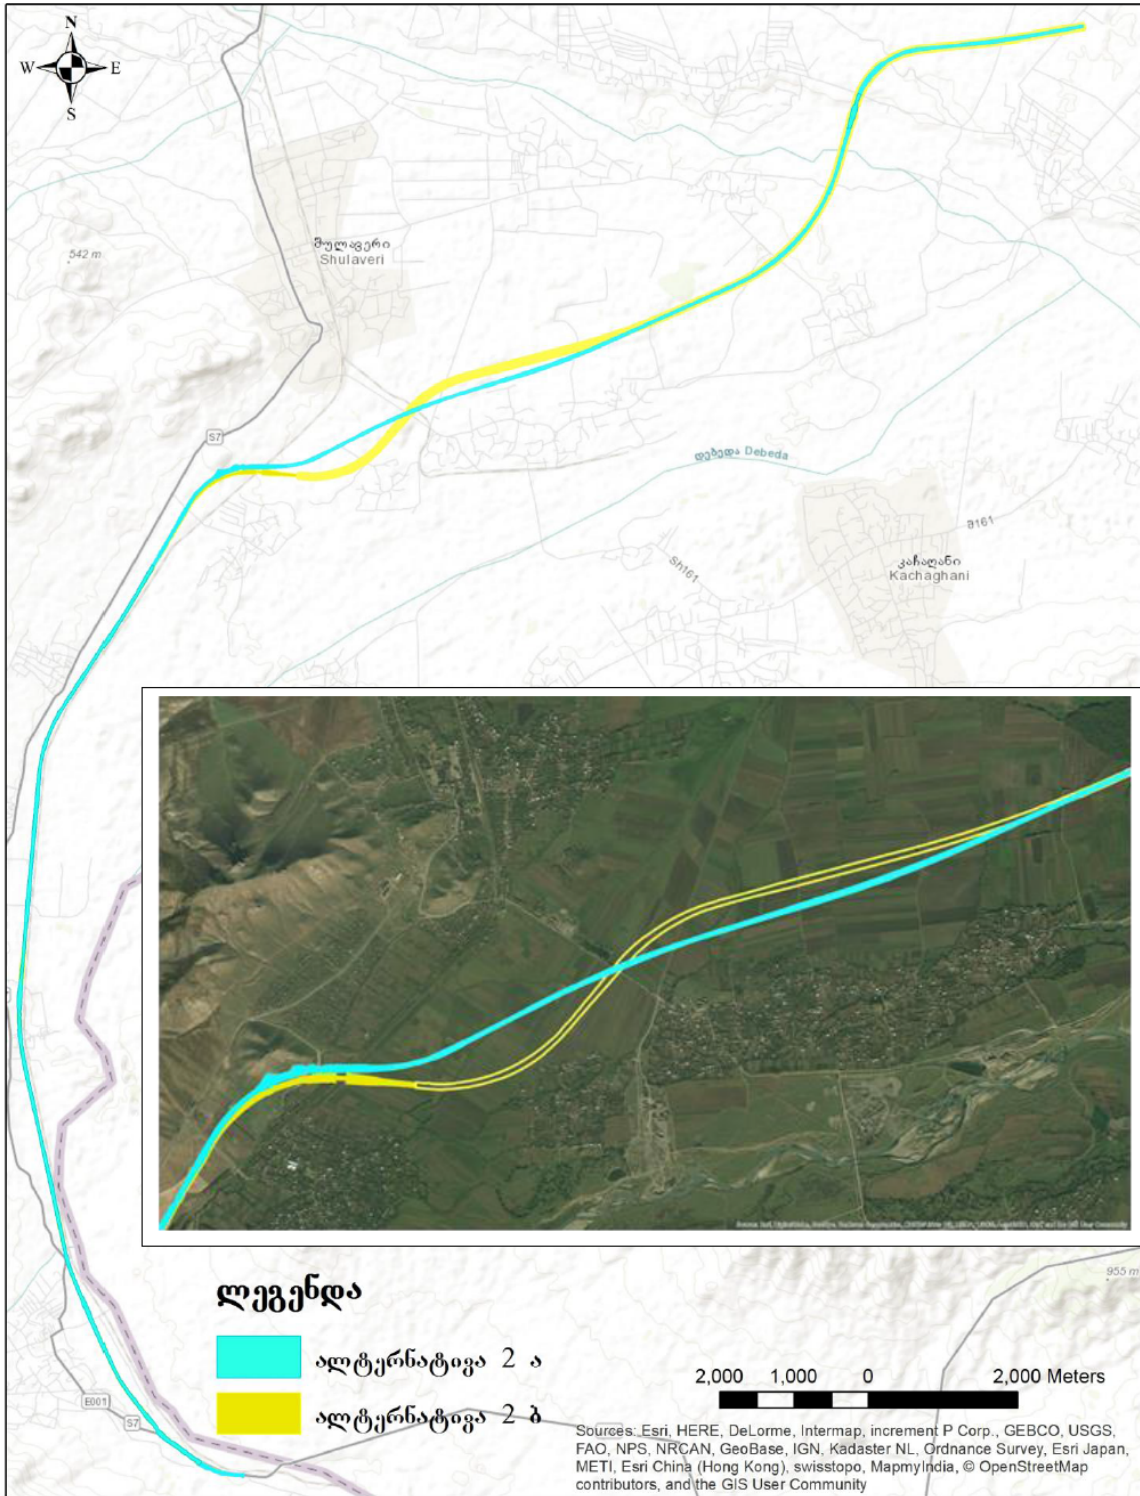 N
W E
S
542 m
შულავერი
Shulaveri
S7
დებედა Debeda
Sh161
შ161
კაჩაღანი
Kachaghani
955 m
ლეგენდა
ალტერნატივა 2 ა
ალტერნატივა 2 ბ
E001
S7
2,000 1,000 0 2,000 Meters
Sources: Esri, HERE, DeLorme, Intermap, increment P Corp., GEBCO, USGS,
FAO, NPS, NRCAN, GeoBase, IGN, Kadaster NL, Ordnance Survey, Esri Japan,
METI, Esri China (Hong Kong), swisstopo, MapmyIndia, © OpenStreetMap
contributors, and the GIS User Community